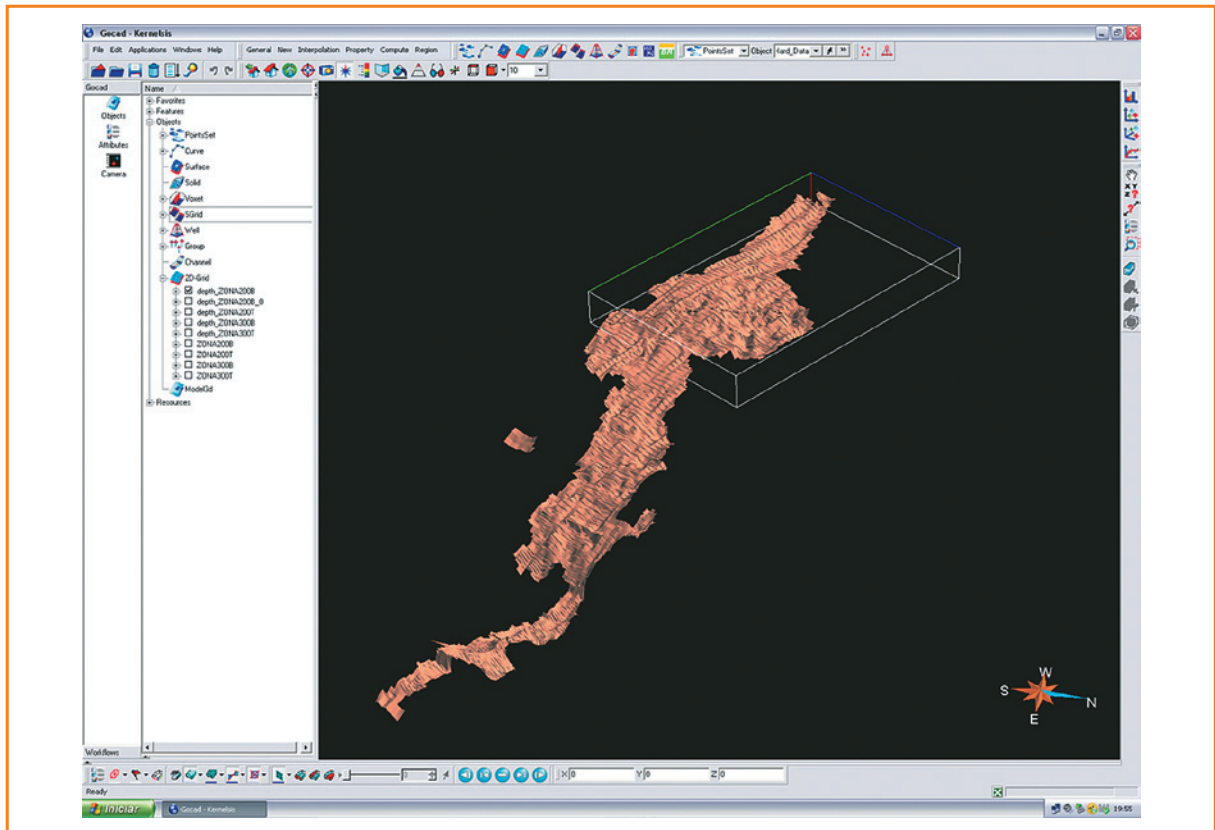 Gocad - Kernelsis
File Edit Applications Windows Help General New Interpolation Property Compute Region PointsSet Object Hard_Data
10
Gocad
Name
Objects
Attributes
Camera
Favorites
Features
Objects
PointsSet
Curve
Surface
Solid
Voxet
SGrid
Well
Group
Channel
2D-Grid
depth_ZONA200B
depth_ZONA200B_0
depth_ZONA200T
depth_ZONA300B
depth_ZONA300T
ZONA200B
ZONA200T
ZONA300B
ZONA300T
Model3d
Resources
W
S
N
E
Workflows
X 0 Y 0 Z 0
Ready
Iniciar Gocad - Kernelsis 19:55